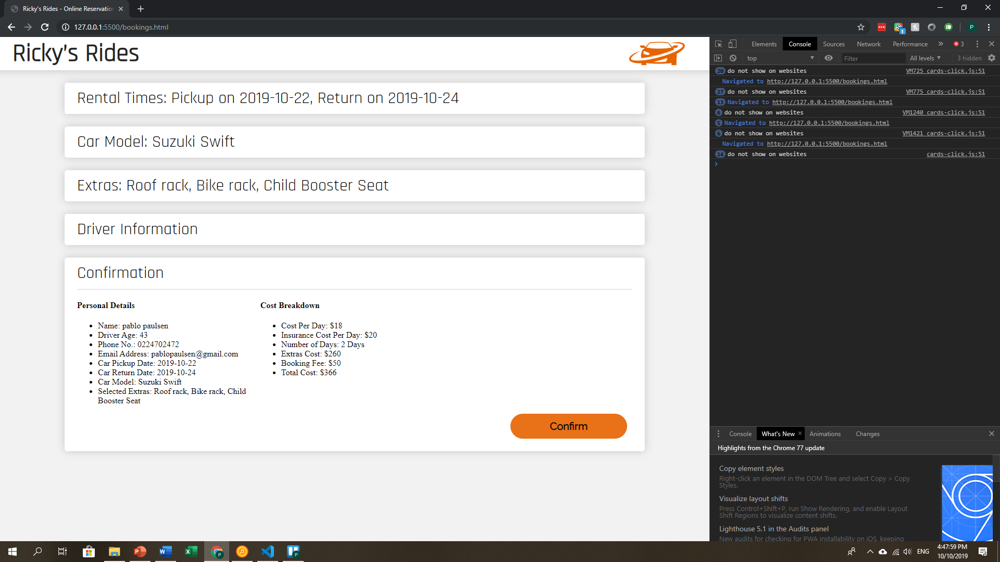 Ricky's Rides - Online Reservation
127.0.0.1:5500/bookings.html
1
P
Ricky's Rides
Rental Times: Pickup on 2019-10-22, Return on 2019-10-24
Car Model: Suzuki Swift
Extras: Roof rack, Bike rack, Child Booster Seat
Driver Information
Confirmation
Personal Details
Name: pablo paulsen
Driver Age: 43
Phone No.: 0224702472
Email Address: pablopaulsen@gmail.com
Car Pickup Date: 2019-10-22
Car Return Date: 2019-10-24
Car Model: Suzuki Swift
Selected Extras: Roof rack, Bike rack, Child
Booster Seat
Cost Breakdown
Cost Per Day: $18
Insurance Cost Per Day: $20
Number of Days: 2 Days
Extras Cost: $260
Booking Fee: $50
Total Cost: $366
Confirm
Elements Console Sources Network Performance » 3
top Filter All levels 3 hidden
20 do not show on websites VM725 cards-click.js:51
Navigated to http://127.0.0.1:5500/bookings.html
27 do not show on websites VM775 cards-click.js:51
13 Navigated to http://127.0.0.1:5500/bookings.html
6 do not show on websites VM1240 cards-click.js:51
5 Navigated to http://127.0.0.1:5500/bookings.html
6 do not show on websites VM1421 cards-click.js:51
Navigated to http://127.0.0.1:5500/bookings.html
14 do not show on websites cards-click.js:51
Console What's New Animations Changes
Highlights from the Chrome 77 update
Copy element styles
Right-click an element in the DOM Tree and select Copy > Copy
Styles.
Visualize layout shifts
Press Control+Shift+P, run Show Rendering, and enable Layout
Shift Regions to visualize content shifts.
Lighthouse 5.1 in the Audits panel
New audits for checking for PWA installability on iOS, keeping
ENG
4:47:59 PM
10/10/2019